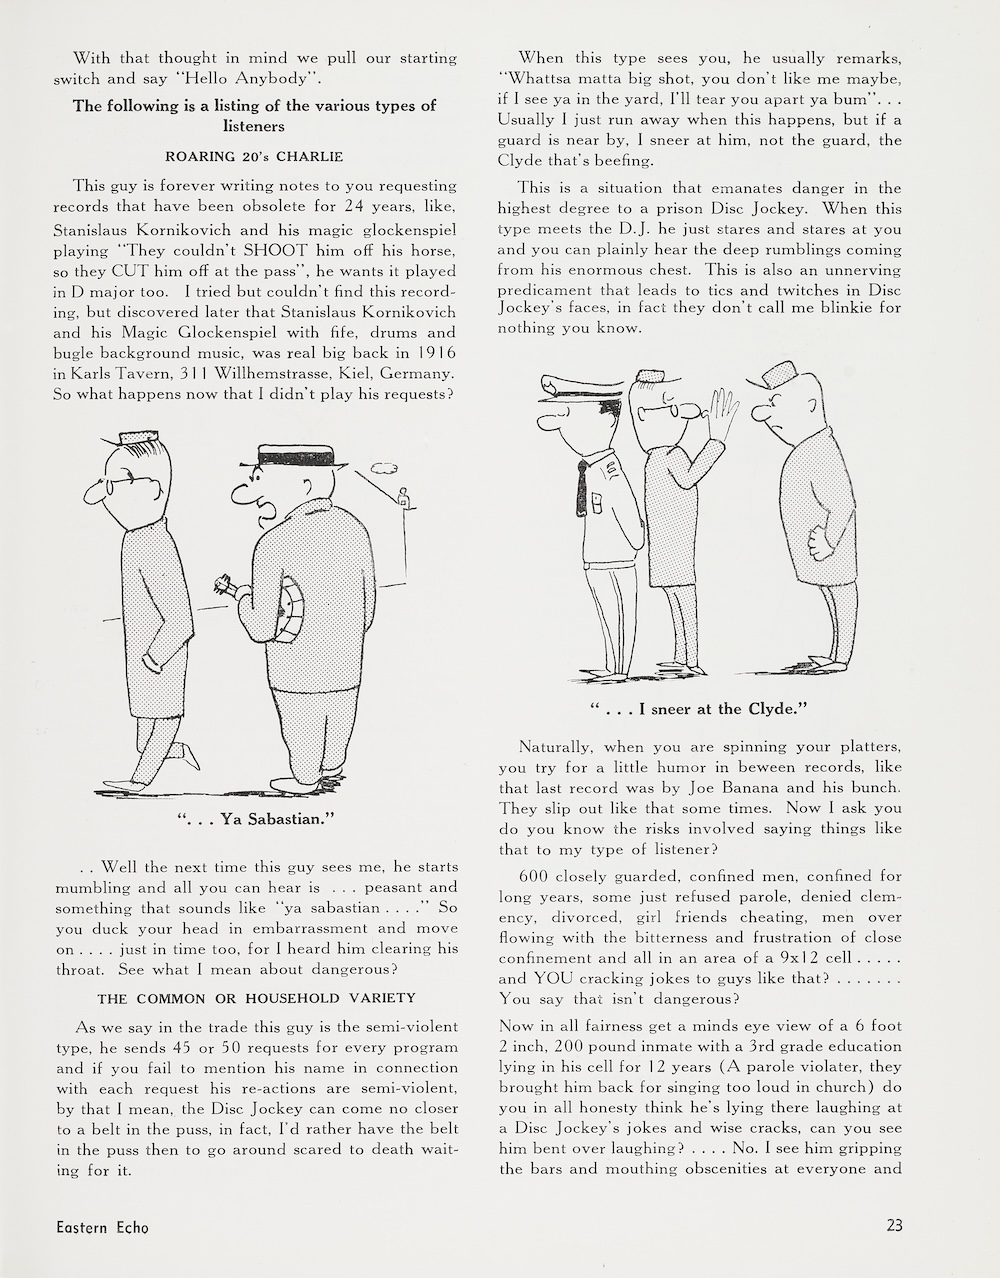 With that thought in mind we pull our starting
switch and say "Hello Anybody".
The following is a listing of the various types of
listeners
ROARING 20's CHARLIE
This guy is forever writing notes to you requesting
records that have been obsolete for 24 years, like,
Stanislaus Kornikovich and his magic glockenspiel
playing "They couldn't SHOOT him off his horse,
so they CUT him off at the pass", he wants it played
in D major too. I tried but couldn't find this record-
ing, but discovered later that Stanislaus Kornikovich
and his Magic Glockenspiel with fife, drums and
bugle background music, was real big back in 1916
in Karls Tavern, 311 Willhemstrasse, Kiel, Germany.
So what happens now that I didn't play his requests?
". . . Ya Sabastian."
. . Well the next time this guy sees me, he starts
mumbling and all you can hear is . . . peasant and
something that sounds like "ya sabastian . . . ." So
you duck your head in embarrassment and move
on . . . . just in time too, for I heard him clearing his
throat. See what I mean about dangerous?
THE COMMON OR HOUSEHOLD VARIETY
As we say in the trade this guy is the semi-violent
type, he sends 45 or 50 requests for every program
and if you fail to mention his name in connection
with each request his re-actions are semi-violent,
by that I mean, the Disc Jockey can come no closer
to a belt in the puss, in fact, I'd rather have the belt
in the puss then to go around scared to death wait-
ing for it.
When this type sees you, he usually remarks,
"Whattsa matta big shot, you don't like me maybe,
if I see ya in the yard, I'll tear you apart ya bum". . .
Usually I just run away when this happens, but if a
guard is near by, I sneer at him, not the guard, the
Clyde that's beefing.
This is a situation that emanates danger in the
highest degree to a prison Disc Jockey. When this
type meets the D.J. he just stares and stares at you
and you can plainly hear the deep rumblings coming
from his enormous chest. This is also an unnerving
predicament that leads to tics and twitches in Disc
Jockey's faces, in fact they don't call me blinkie for
nothing you know.
" . . . I sneer at the Clyde."
Naturally, when you are spinning your platters,
you try for a little humor in beween records, like
that last record was by Joe Banana and his bunch.
They slip out like that some times. Now I ask you
do you know the risks involved saying things like
that to my type of listener?
600 closely guarded, confined men, confined for
long years, some just refused parole, denied clem-
ency, divorced, girl friends cheating, men over
flowing with the bitterness and frustration of close
confinement and all in an area of a 9x12 cell . . . . .
and YOU cracking jokes to guys like that? . . . . . . .
You say that isn't dangerous?
Now in all fairness get a minds eye view of a 6 foot
2 inch, 200 pound inmate with a 3rd grade education
lying in his cell for 12 years (A parole violater, they
brought him back for singing too loud in church) do
you in all honesty think he's lying there laughing at
a Disc Jockey's jokes and wise cracks, can you see
him bent over laughing? . . . . No. I see him gripping
the bars and mouthing obscenities at everyone and
Eastern Echo
23